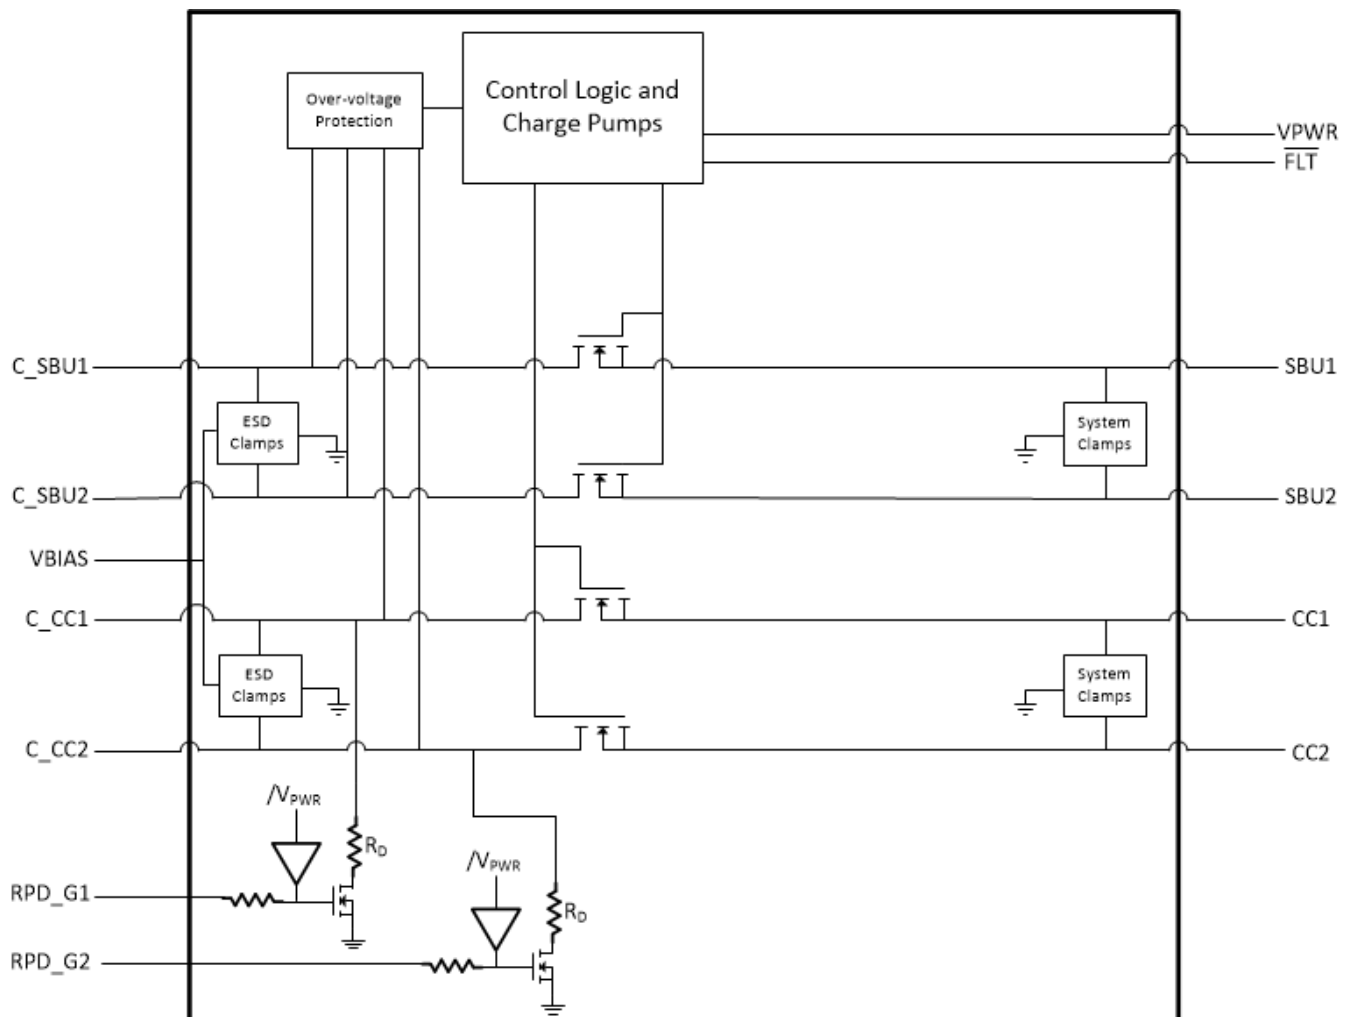 Control Logic and
Charge Pumps
Over-voltage
Protection
VPWR
FLT
C_SBU1
SBU1
ESD
Clamps
System
Clamps
C_SBU2
SBU2
VBIAS
C_CC1
CC1
ESD
Clamps
System
Clamps
C_CC2
CC2
/VPWR
RD
/VPWR
RPD_G1
RD
RPD_G2